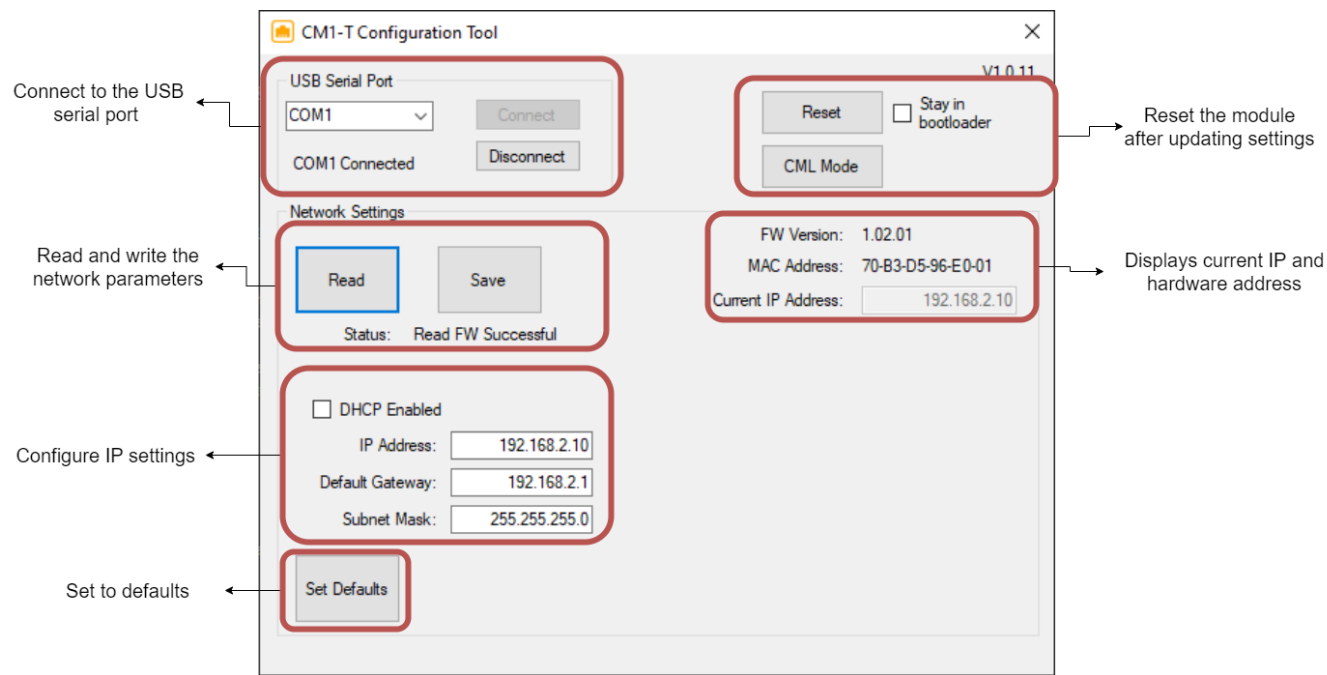 CM1-T Configuration Tool
V1.0.11
Connect to the USB
serial port
USB Serial Port
COM1
Connect
COM1 Connected
Disconnect
Reset
Stay in
bootloader
CML Mode
Reset the module
after updating settings
Network Settings
Read and write the
network parameters
Read
Save
Status: Read FW Successful
FW Version: 1.02.01
MAC Address: 70-B3-D5-96-E0-01
Current IP Address: 192.168.2.10
Displays current IP and
hardware address
Configure IP settings
DHCP Enabled
IP Address: 192.168.2.10
Default Gateway: 192.168.2.1
Subnet Mask: 255.255.255.0
Set to defaults
Set Defaults